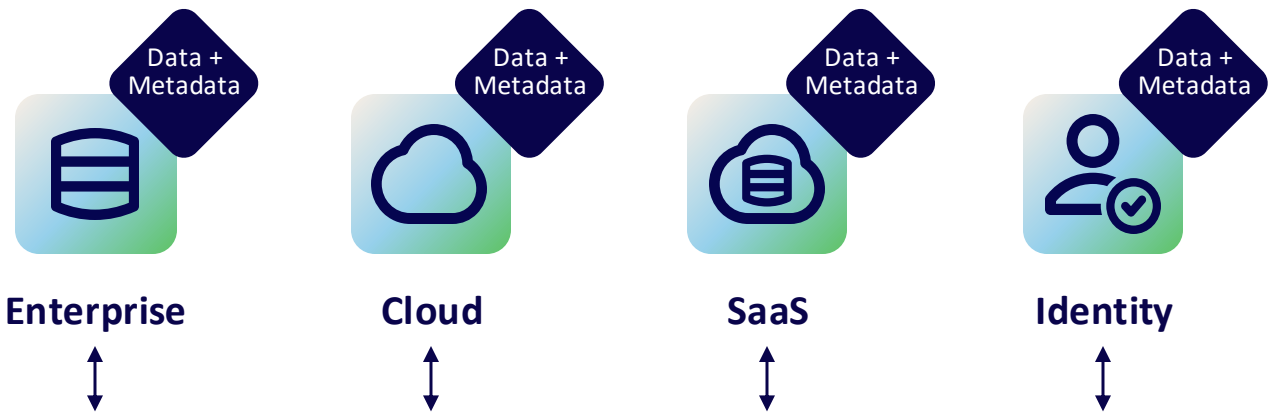 Data +
Metadata
Data +
Metadata
Data +
Metadata
Data +
Metadata
Enterprise
Cloud
SaaS
Identity